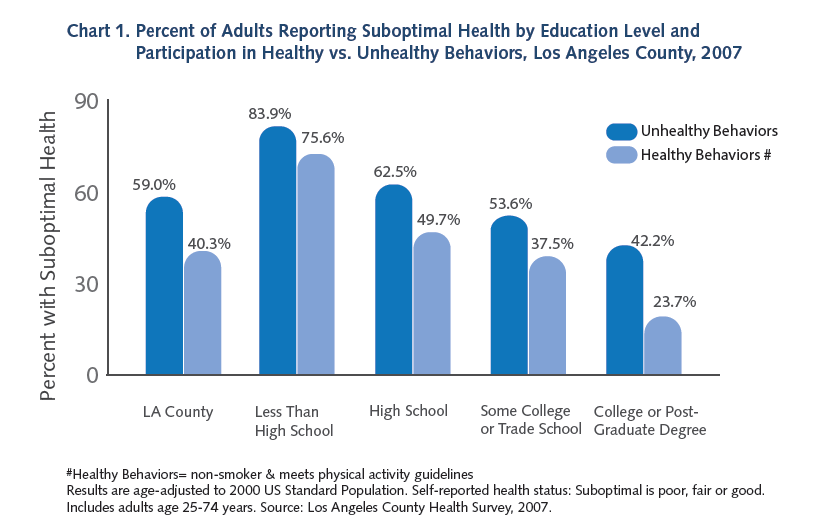 Chart 1. Percent of Adults Reporting Suboptimal Health by Education Level and
Participation in Healthy vs. Unhealthy Behaviors, Los Angeles County, 2007
Percent with Suboptimal Health
90
60
30
0
Unhealthy Behaviors
Healthy Behaviors #
59.0%
40.3%
83.9%
75.6%
62.5%
49.7%
53.6%
37.5%
42.2%
23.7%
LA County
Less Than
High School
High School
Some College
or Trade School
College or Post-
Graduate Degree
#Healthy Behaviors= non-smoker & meets physical activity guidelines
Results are age-adjusted to 2000 US Standard Population. Self-reported health status: Suboptimal is poor, fair or good.
Includes adults age 25-74 years. Source: Los Angeles County Health Survey, 2007.